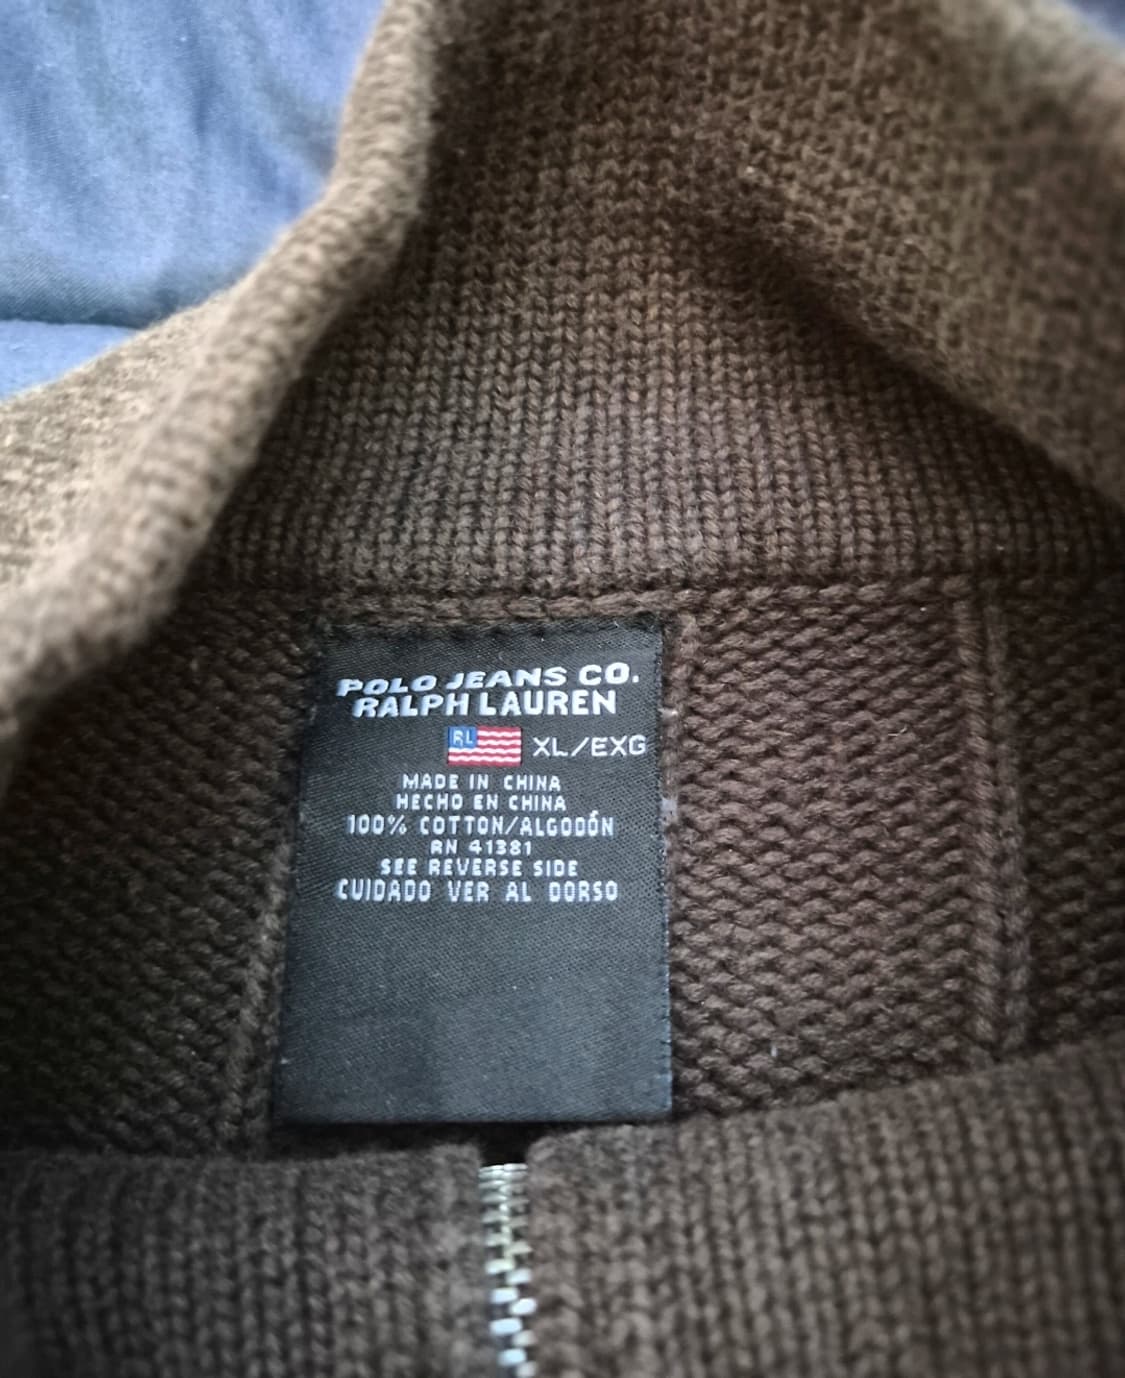 POLO JEANS CO.
RALPH LAUREN
RL XL/EXG
MADE IN CHINA
HECHO EN CHINA
100% COTTON/ALGODÓN
RN 41381
SEE REVERSE SIDE
CUIDADO VER AL DORSO